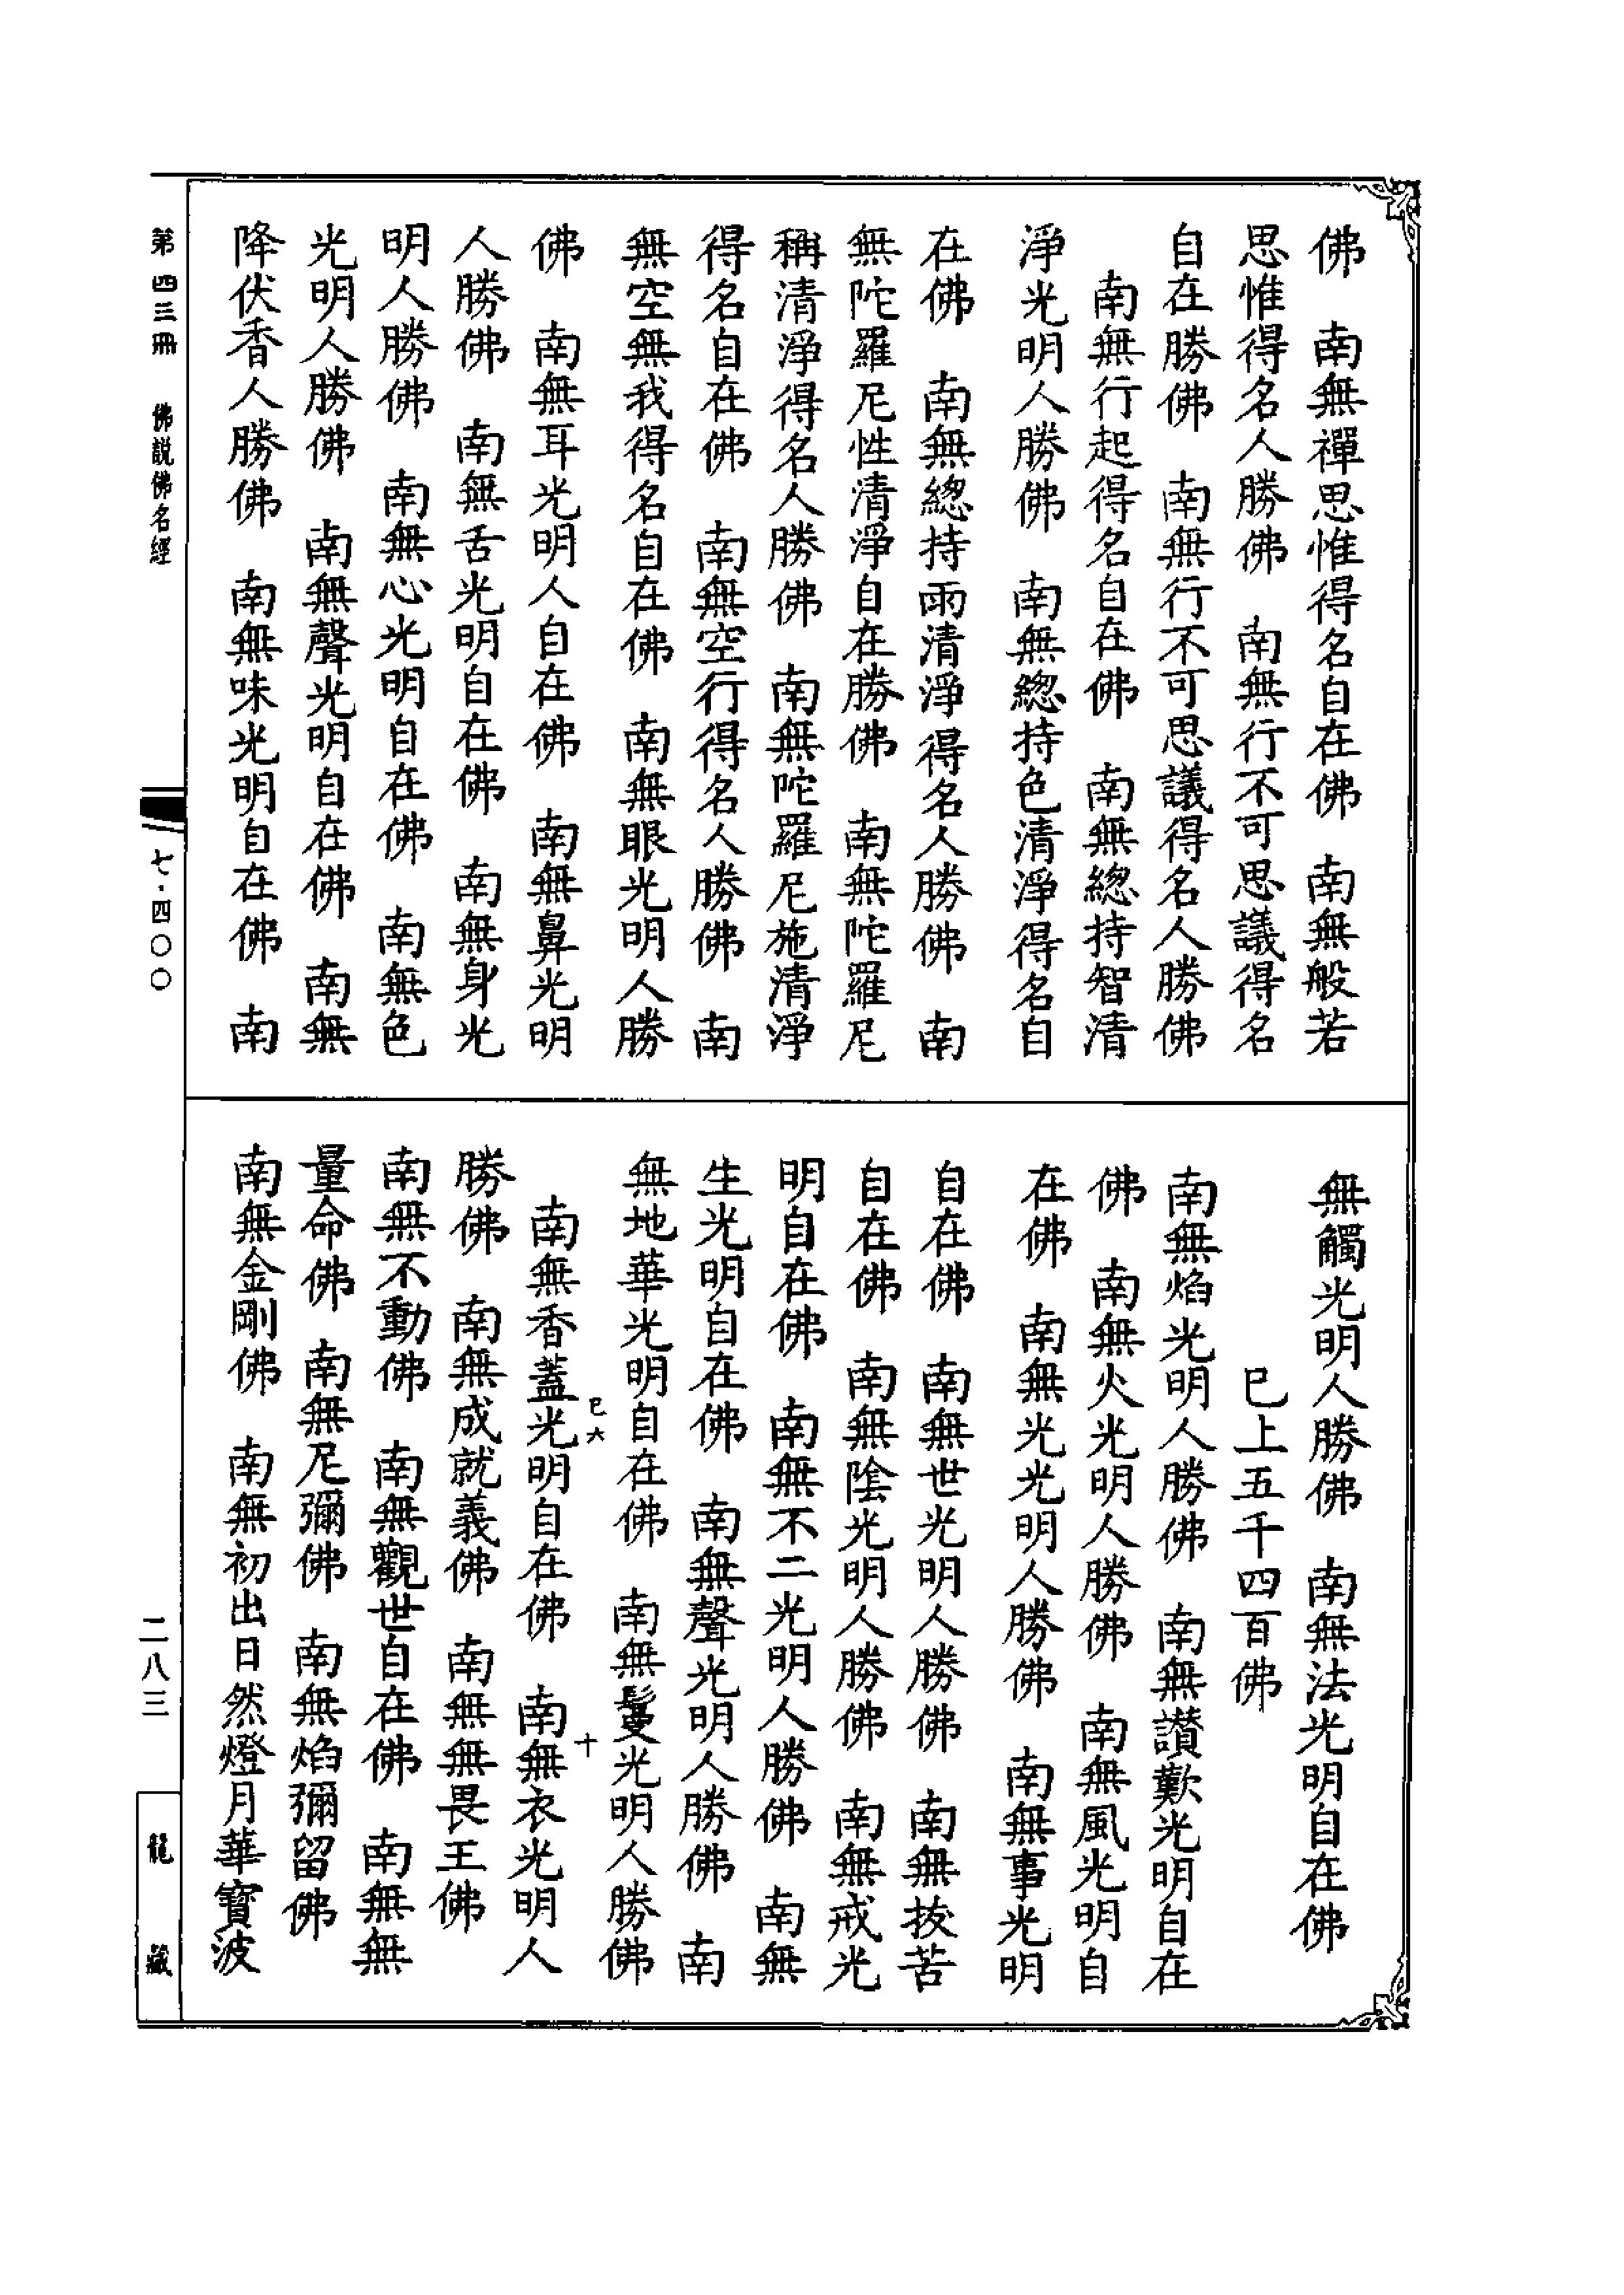 佛　南無禪思惟得名自在佛　南無般若
思惟得名人勝佛　南無行不可思議得名
自在勝佛　南無行不可思議得名人勝佛
南無行起得名自在佛　南無總持智清
淨光明人勝佛　南無總持色清淨得名自
在佛　南無總持雨清淨得名人勝佛　南
無陀羅尼性清淨自在勝佛　南無陀羅尼
稱清淨得名人勝佛　南無陀羅尼施清淨
得名自在佛　南無空行得名人勝佛　南
無空無我得名自在佛　南無眼光明人勝
佛　南無耳光明人自在佛　南無鼻光明
人勝佛　南無舌光明自在佛　南無身光
明人勝佛　南無心光明自在佛　南無色
光明人勝佛　南無聲光明自在佛　南無
降伏香人勝佛　南無味光明自在佛　南
無觸光明人勝佛　南無法光明自在佛
已上五千四百佛
南無焰光明人勝佛　南無讚歎光明自在
佛　南無火光明人勝佛　南無風光明自
在佛　南無光光明人勝佛　南無事光明
自在佛　南無世光明人勝佛　南無拔苦
自在佛　南無陰光明人勝佛　南無戒光
明自在佛　南無不二光明人勝佛　南無
生光明自在佛　南無聲光明人勝佛　南
無地華光明自在佛　南無鬘光明人勝佛
巳六　十
南無香蓋光明自在佛　南無衣光明人
勝佛　南無成就義佛　南無無畏王佛
南無不動佛　南無觀世自在佛　南無無
量命佛　南無尼彌佛　南無焰彌留佛
南無金剛佛　南無初出日然燈月華寶波
第四三冊　佛説佛名經
七·四〇〇
二八三
龍藏